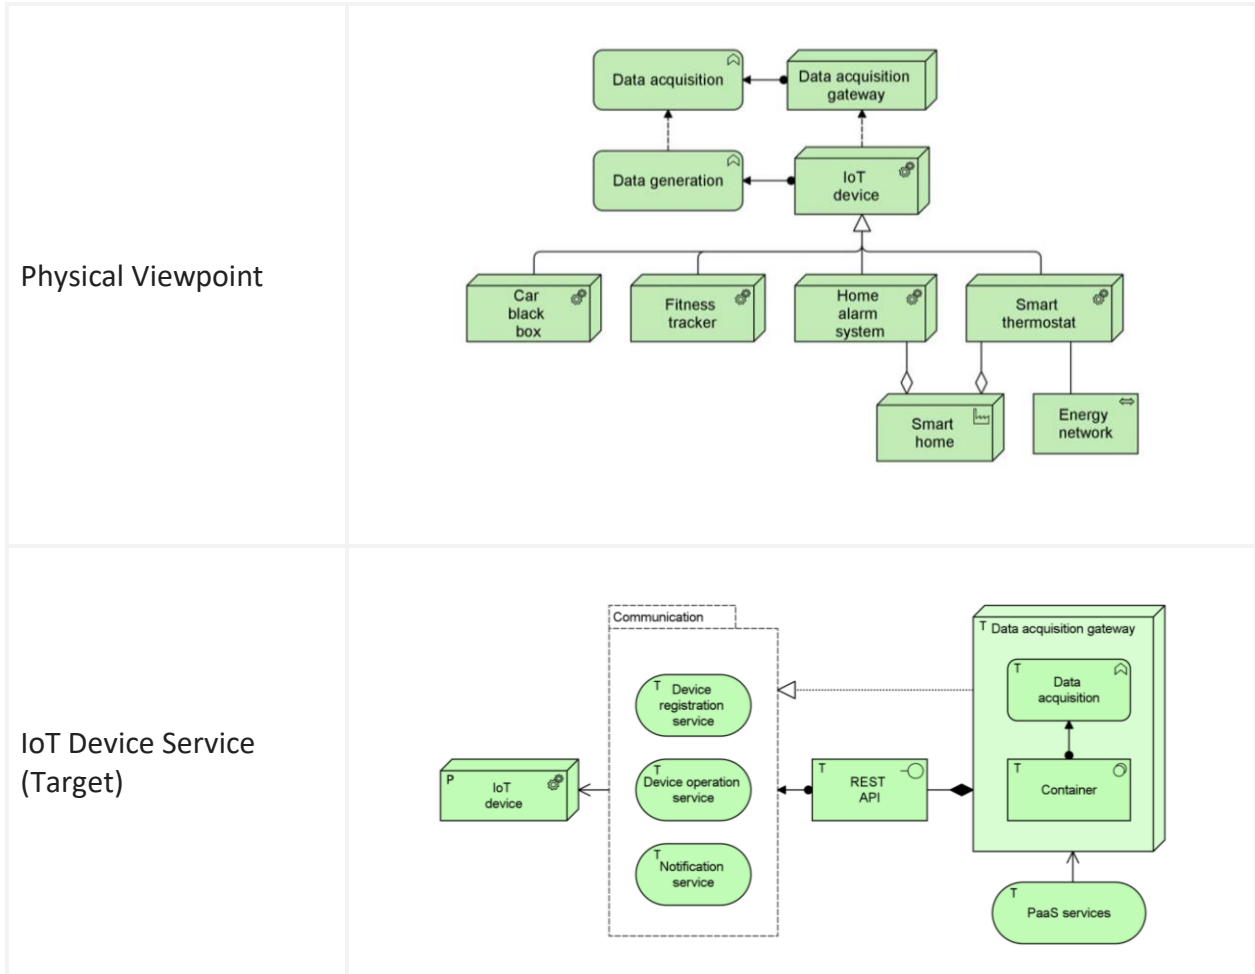 Physical Viewpoint
Data acquisition
Data acquisition
gateway
Data generation
IoT
device
Car
black
box
Fitness
tracker
Home
alarm
system
Smart
thermostat
Smart
home
Energy
network
IoT Device Service
(Target)
Communication
T Device
registration
service
T
Device operation
service
T
Notification
service
P
IoT
device
T
REST
API
T Data acquisition gateway
T
Data
acquisition
T
Container
T
PaaS services